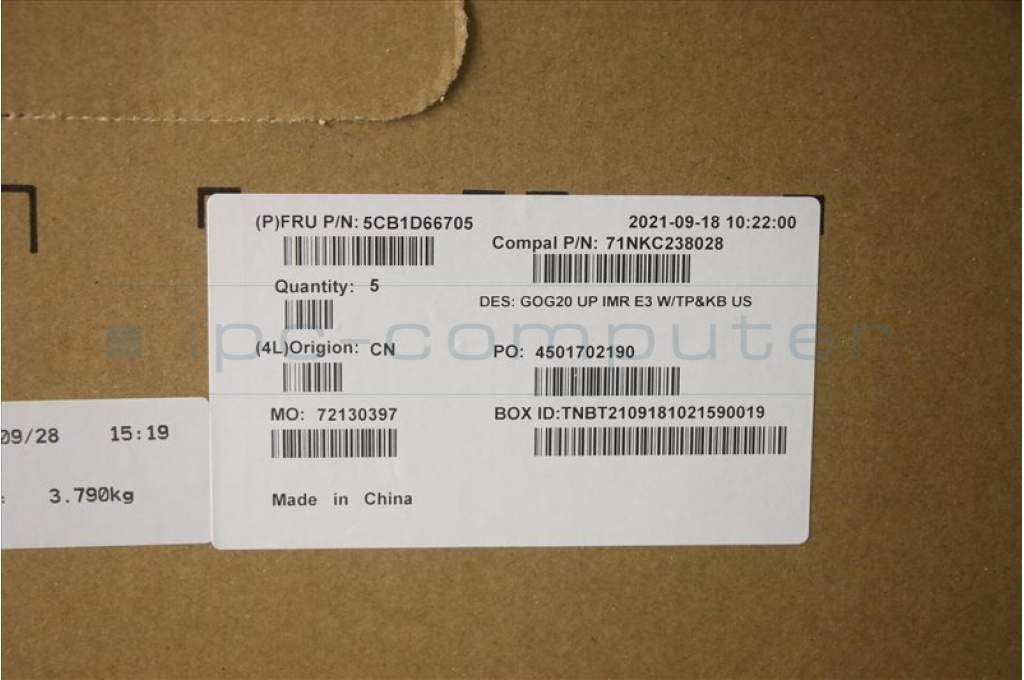 (P)FRU P/N: 5CB1D66705
2021-09-18 10:22:00
Compal P/N: 71NKC238028
Quantity: 5
DES: GOG20 UP IMR E3 W/TP&KB US
ipc-computer
(4L)Origion: CN
PO: 4501702190
MO: 72130397
BOX ID:TNBT2109181021590019
Made in China
09/28 15:19
3.790kg